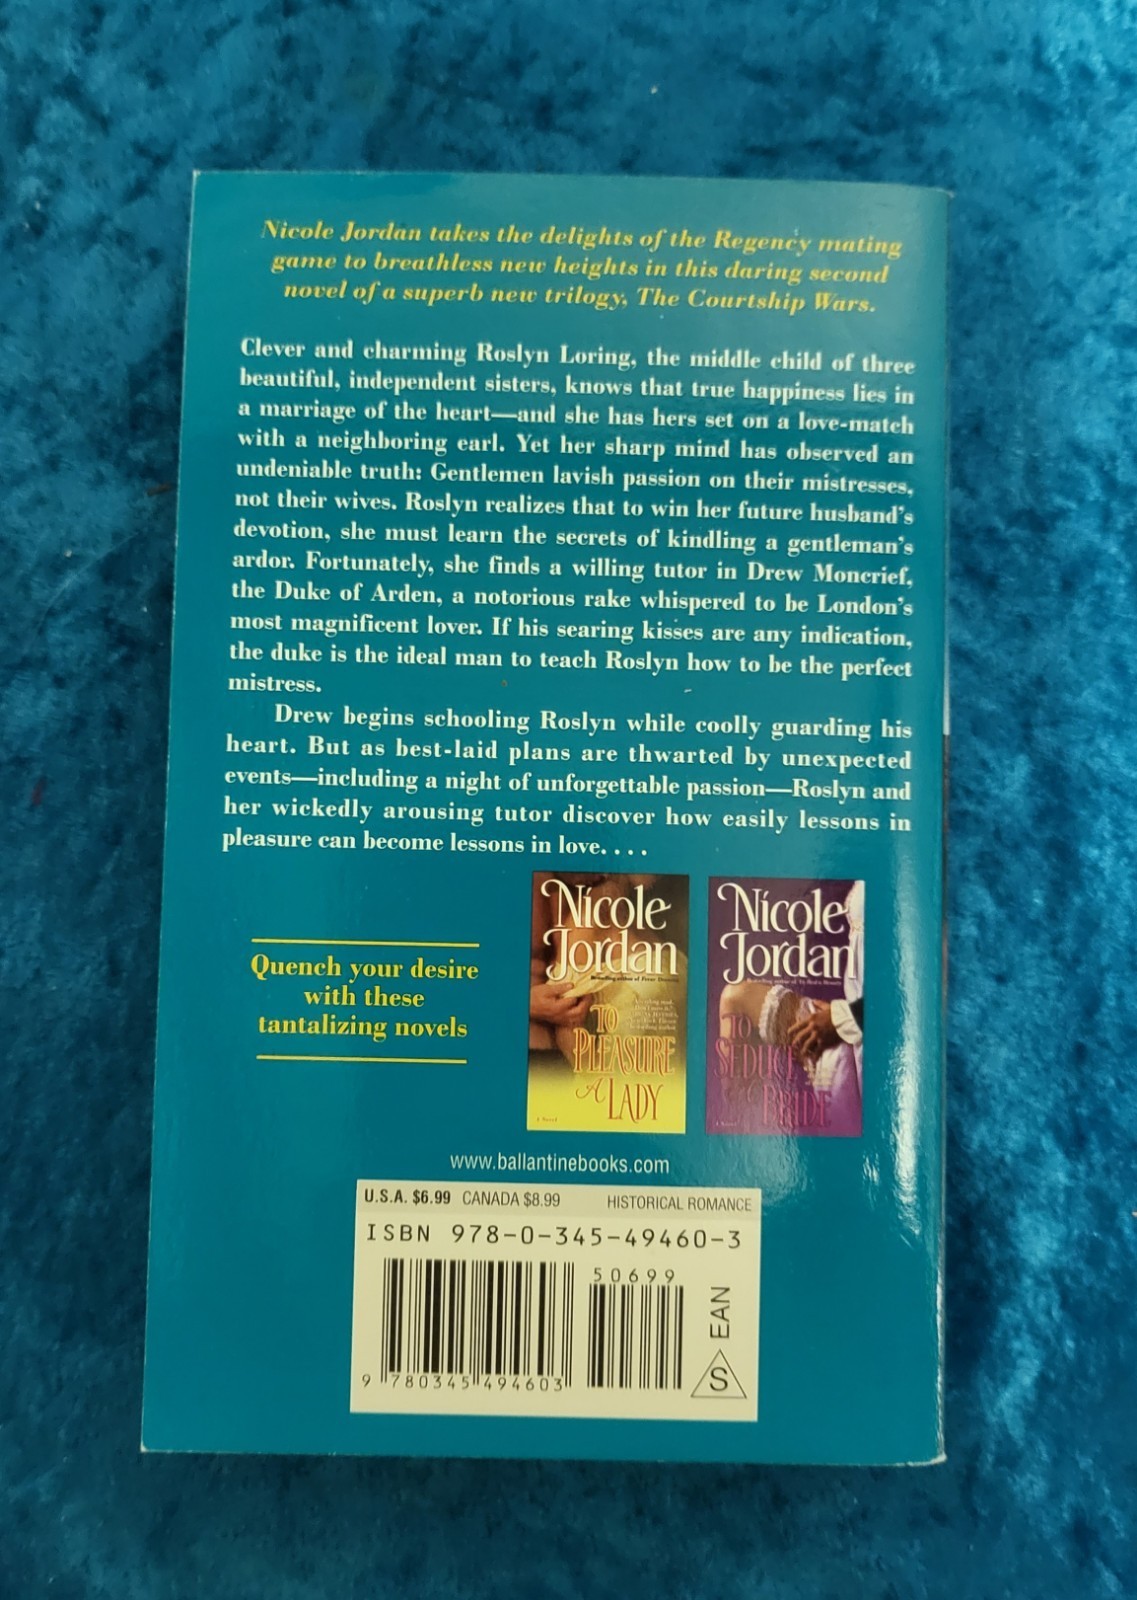 Nicole Jordan takes the delights of the Regency mating
game to breathless new heights in this daring second
novel of a superb new trilogy, The Courtship Wars.
Clever and charming Roslyn Loring, the middle child of three
beautiful, independent sisters, knows that true happiness lies in
a marriage of the heart—and she has hers set on a love-match
with a neighboring earl. Yet her sharp mind has observed an
undeniable truth: Gentlemen lavish passion on their mistresses,
not their wives. Roslyn realizes that to win her future husband's
devotion, she must learn the secrets of kindling a gentleman's
ardor. Fortunately, she finds a willing tutor in Drew Moncrief,
the Duke of Arden, a notorious rake whispered to be London's
most magnificent lover. If his searing kisses are any indication,
the duke is the ideal man to teach Roslyn how to be the perfect
mistress.
Drew begins schooling Roslyn while coolly guarding his
heart. But as best-laid plans are thwarted by unexpected
events—including a night of unforgettable passion—Roslyn and
her wickedly arousing tutor discover how easily lessons in
pleasure can become lessons in love. . . .
Quench your desire
with these
tantalizing novels
Nicole
Jordan
TO
PLEASURE
A LADY
A Novel
Nicole
Jordan
TO
SEDUCE
A
BRIDE
A Novel
www.ballantinebooks.com
U.S.A. $6.99 CANADA $8.99 HISTORICAL ROMANCE
ISBN 978-0-345-49460-3
50699
EAN
S
9 780345 494603